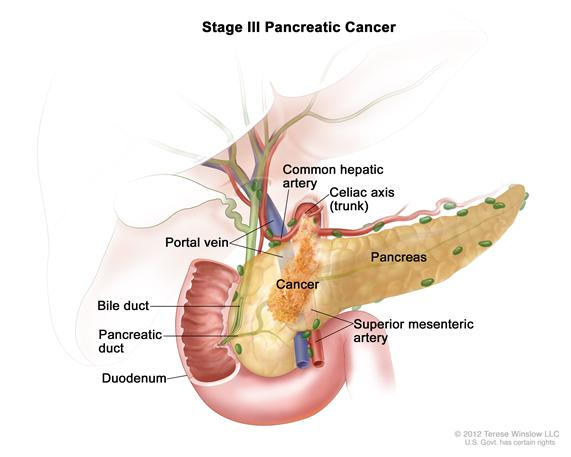 Stage III Pancreatic Cancer
Common hepatic
artery
Celiac axis
(trunk)
Portal vein
Pancreas
Cancer
Bile duct
Superior mesenteric
artery
Pancreatic
duct
Duodenum
© 2012 Terese Winslow LLC
U.S. Govt. has certain rights